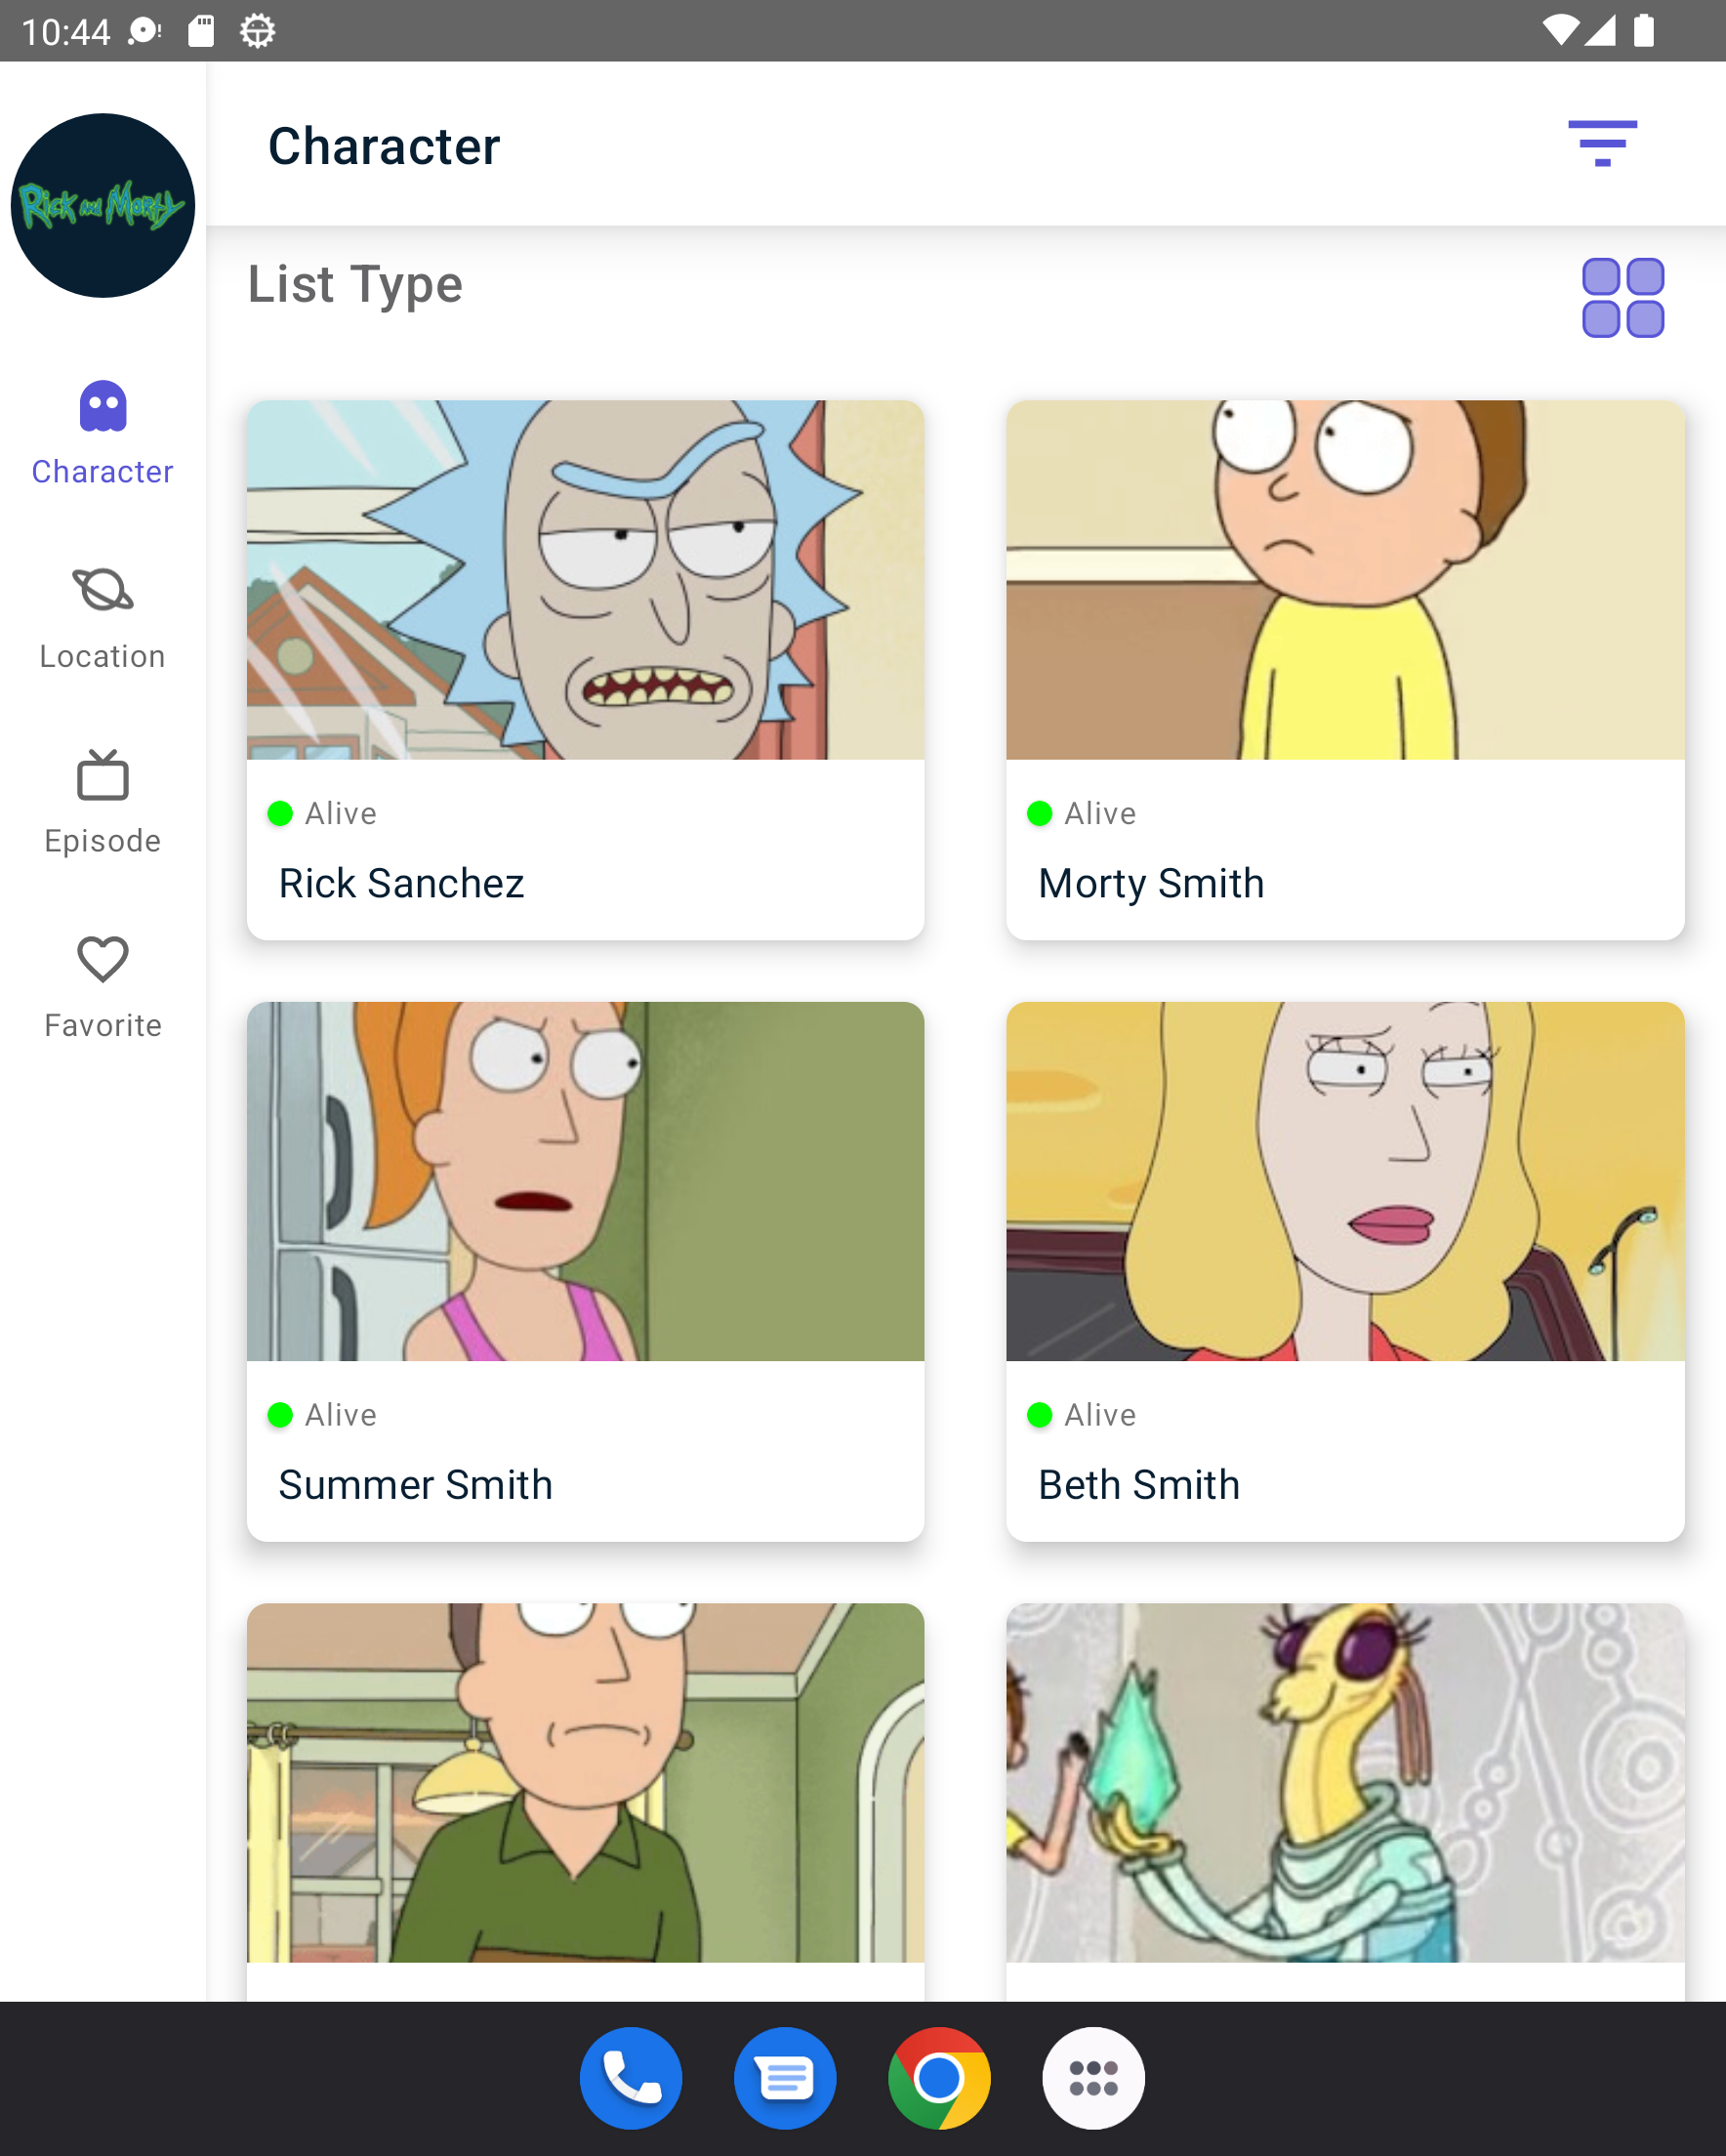 10:44
Rick and Morty
Character
List Type
Character
Location
Episode
Favorite
Alive
Rick Sanchez
Alive
Morty Smith
Alive
Summer Smith
Alive
Beth Smith